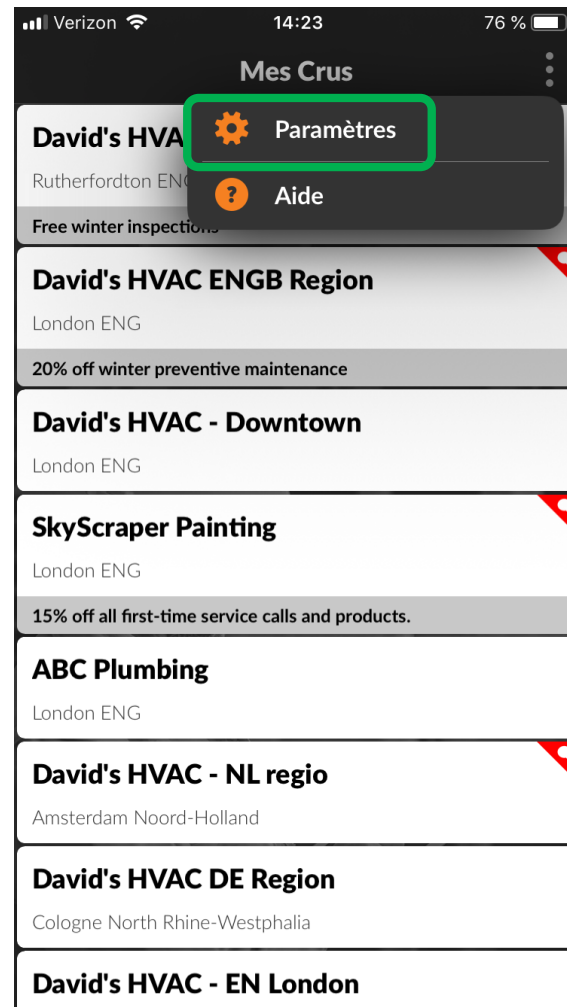 Verizon 14:23 76 %
Mes Crus
Paramètres
Aide
David's HVA
Rutherfordton EN
Free winter inspections
David's HVAC ENGB Region
London ENG
20% off winter preventive maintenance
David's HVAC - Downtown
London ENG
SkyScraper Painting
London ENG
15% off all first-time service calls and products.
ABC Plumbing
London ENG
David's HVAC - NL regio
Amsterdam Noord-Holland
David's HVAC DE Region
Cologne North Rhine-Westphalia
David's HVAC - EN London